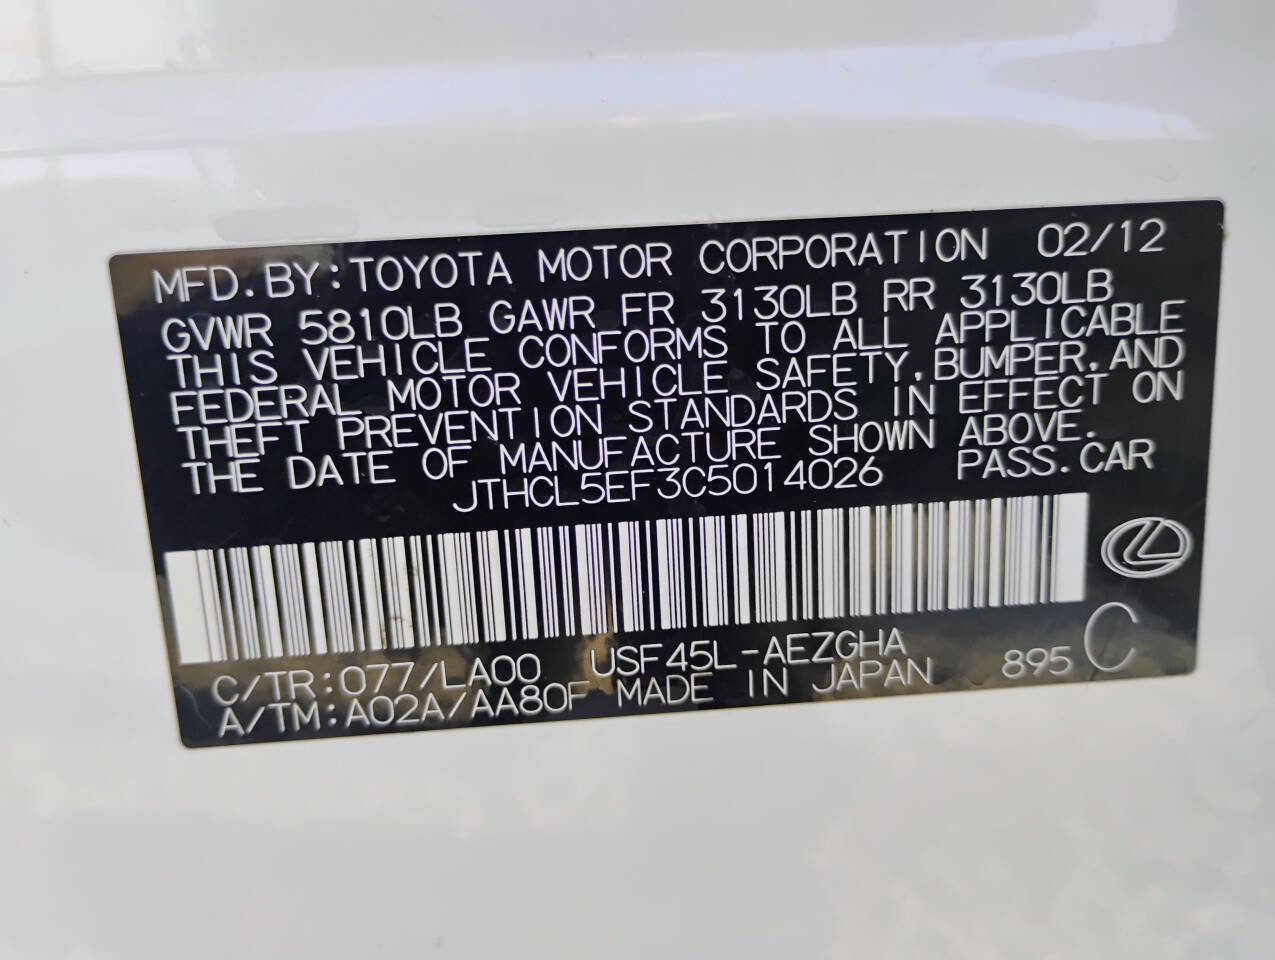 MFD. BY: TOYOTA MOTOR CORPORATION 02/12
GVWR 5810LB GAWR FR 3130LB RR 3130LB
THIS VEHICLE CONFORMS TO ALL APPLICABLE
FEDERAL MOTOR VEHICLE SAFETY, BUMPER, AND
THEFT PREVENTION STANDARDS IN EFFECT ON
THE DATE OF MANUFACTURE SHOWN ABOVE.
JTHCL5EF3C5014026 PASS. CAR
C/TR: 077/LA00 USF45L-AEZGHA 895 C
A/TM: A02A/AA80F MADE IN JAPAN